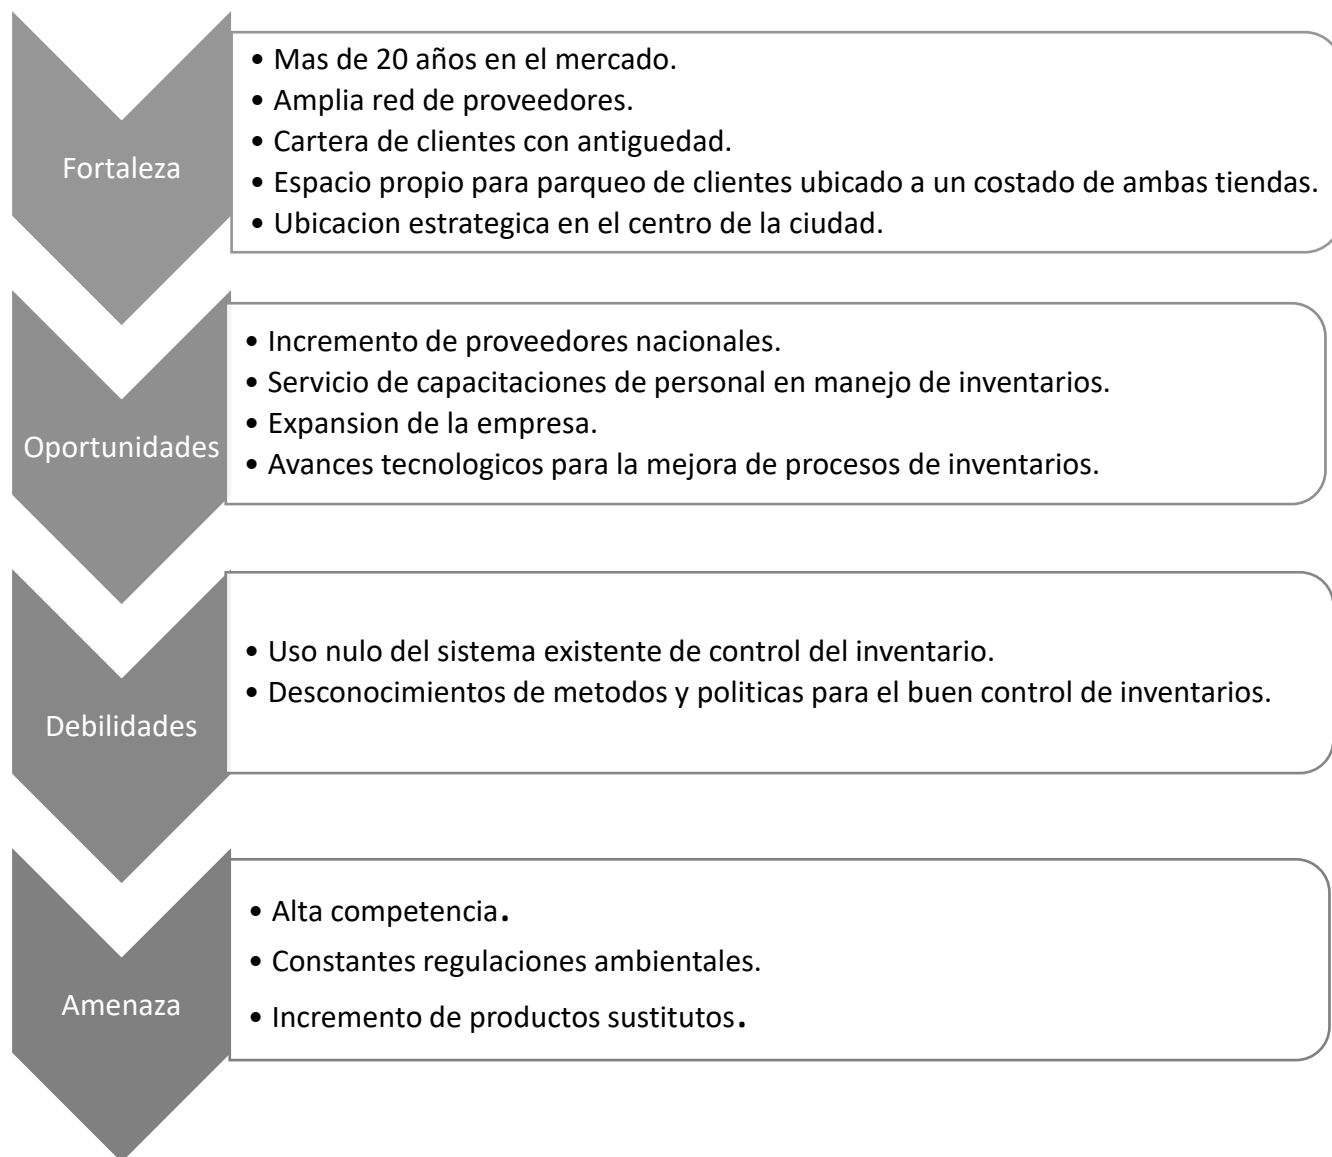 Fortaleza
• Mas de 20 años en el mercado.
• Amplia red de proveedores.
• Cartera de clientes con antiguedad.
• Espacio propio para parqueo de clientes ubicado a un costado de ambas tiendas.
• Ubicacion estrategica en el centro de la ciudad.
Oportunidades
• Incremento de proveedores nacionales.
• Servicio de capacitaciones de personal en manejo de inventarios.
• Expansion de la empresa.
• Avances tecnologicos para la mejora de procesos de inventarios.
Debilidades
• Uso nulo del sistema existente de control del inventario.
• Desconocimientos de metodos y politicas para el buen control de inventarios.
Amenaza
• Alta competencia.
• Constantes regulaciones ambientales.
• Incremento de productos sustitutos.